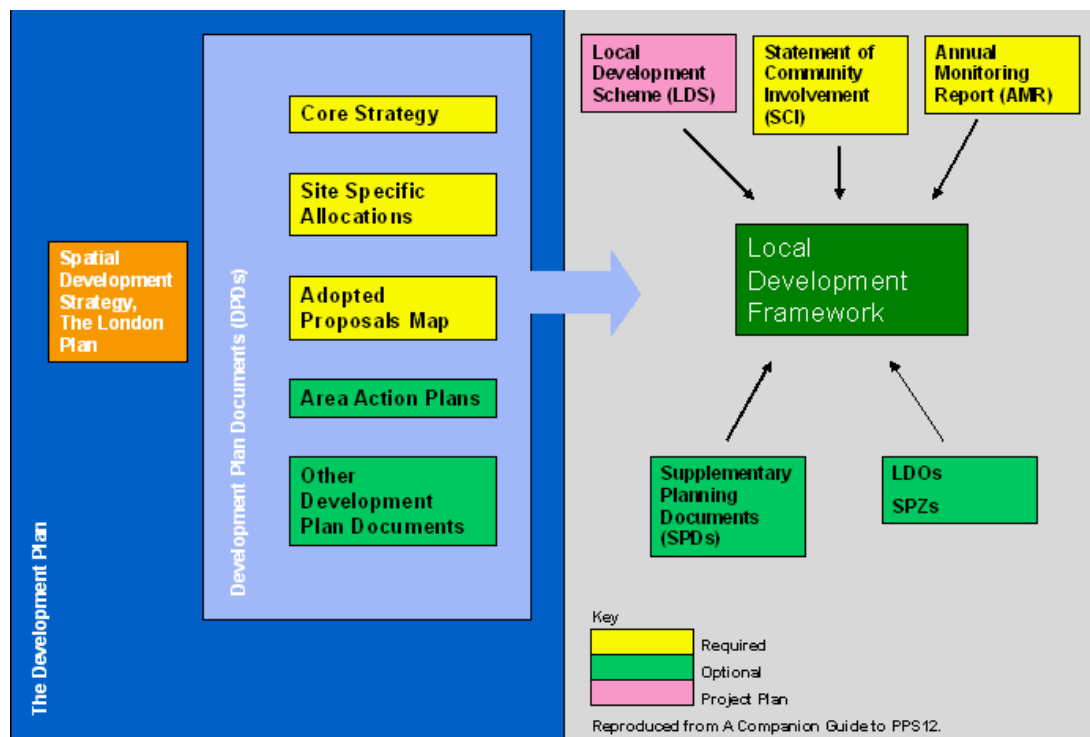 The Development Plan
Spatial
Development
Strategy,
The London
Plan
Development Plan Documents (DPDs)
Core Strategy
Site Specific
Allocations
Adopted
Proposals Map
Area Action Plans
Other
Development
Plan Documents
Local
Development
Scheme (LDS)
Statement of
Community
Involvement
(SCI)
Annual
Monitoring
Report (AMR)
Local
Development
Framework
Supplementary
Planning
Documents
(SPDs)
LDOs
SPZs
Key
Required
Optional
Project Plan
Reproduced from A Companion Guide to PPS12.